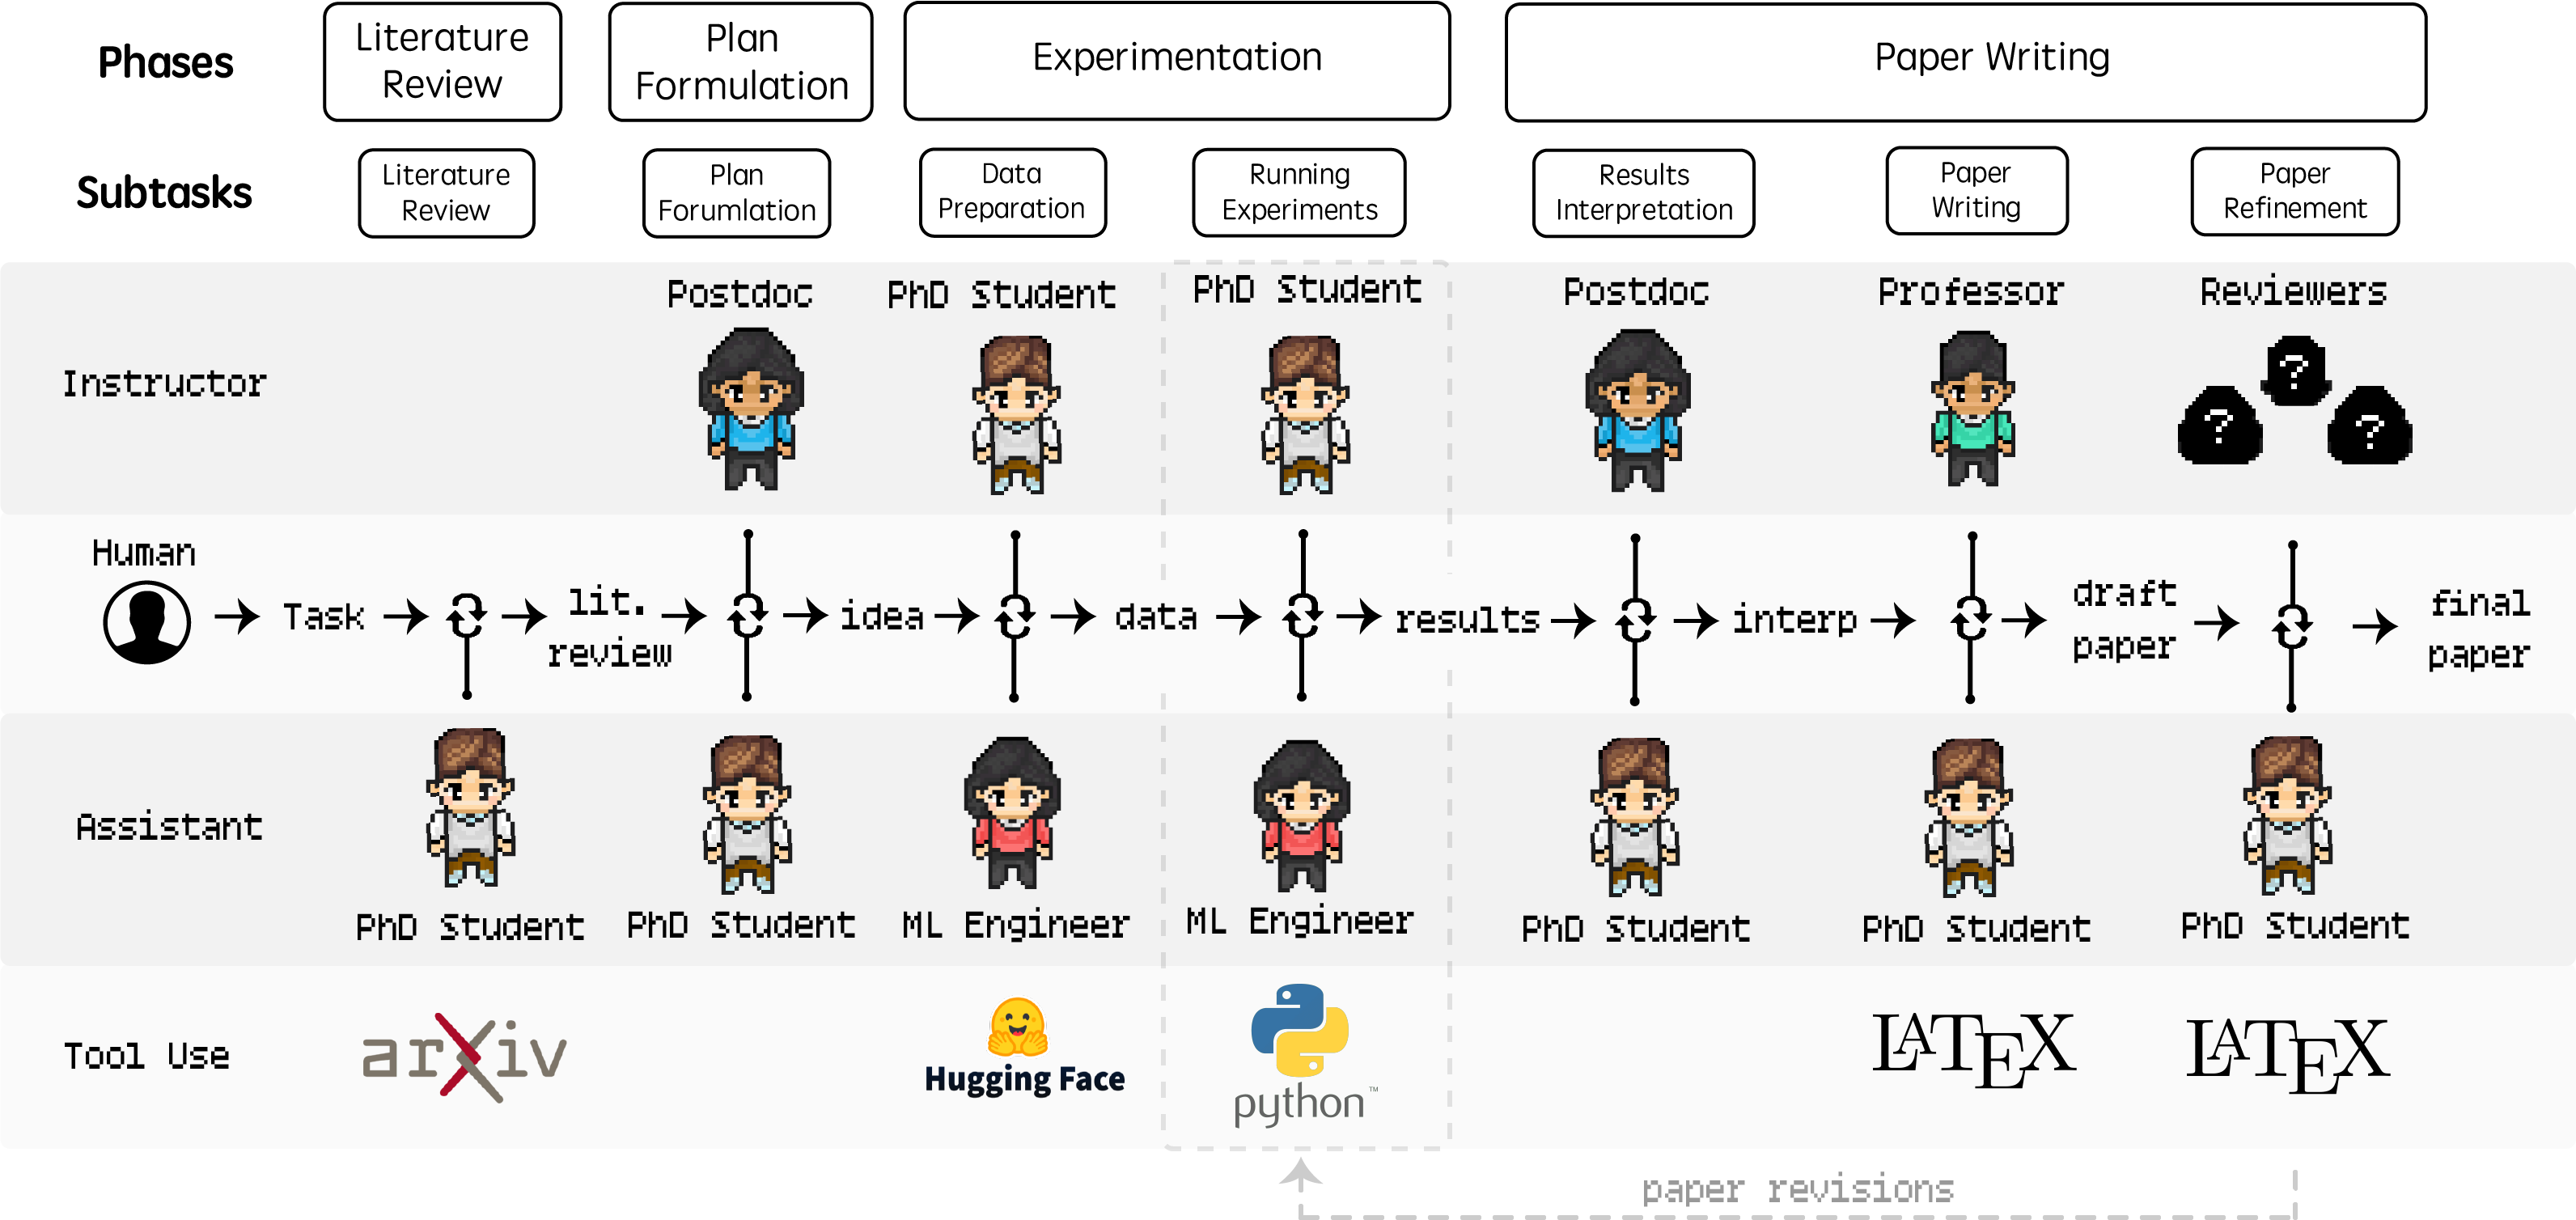 Phases
Literature
Review
Plan
Formulation
Experimentation
Paper Writing
Subtasks
Literature
Review
Plan
Forumlation
Data
Preparation
Running
Experiments
Results
Interpretation
Paper
Writing
Paper
Refinement
Instructor
Postdoc
PhD Student
PhD Student
Postdoc
Professor
Reviewers
?
?
?
Human
Task
lit.
review
idea
data
results
interp
draft
paper
final
paper
Assistant
PhD Student
PhD Student
ML Engineer
ML Engineer
PhD Student
PhD Student
PhD Student
Tool Use
arXiv
Hugging Face
python™
LATEX
LATEX
paper revisions